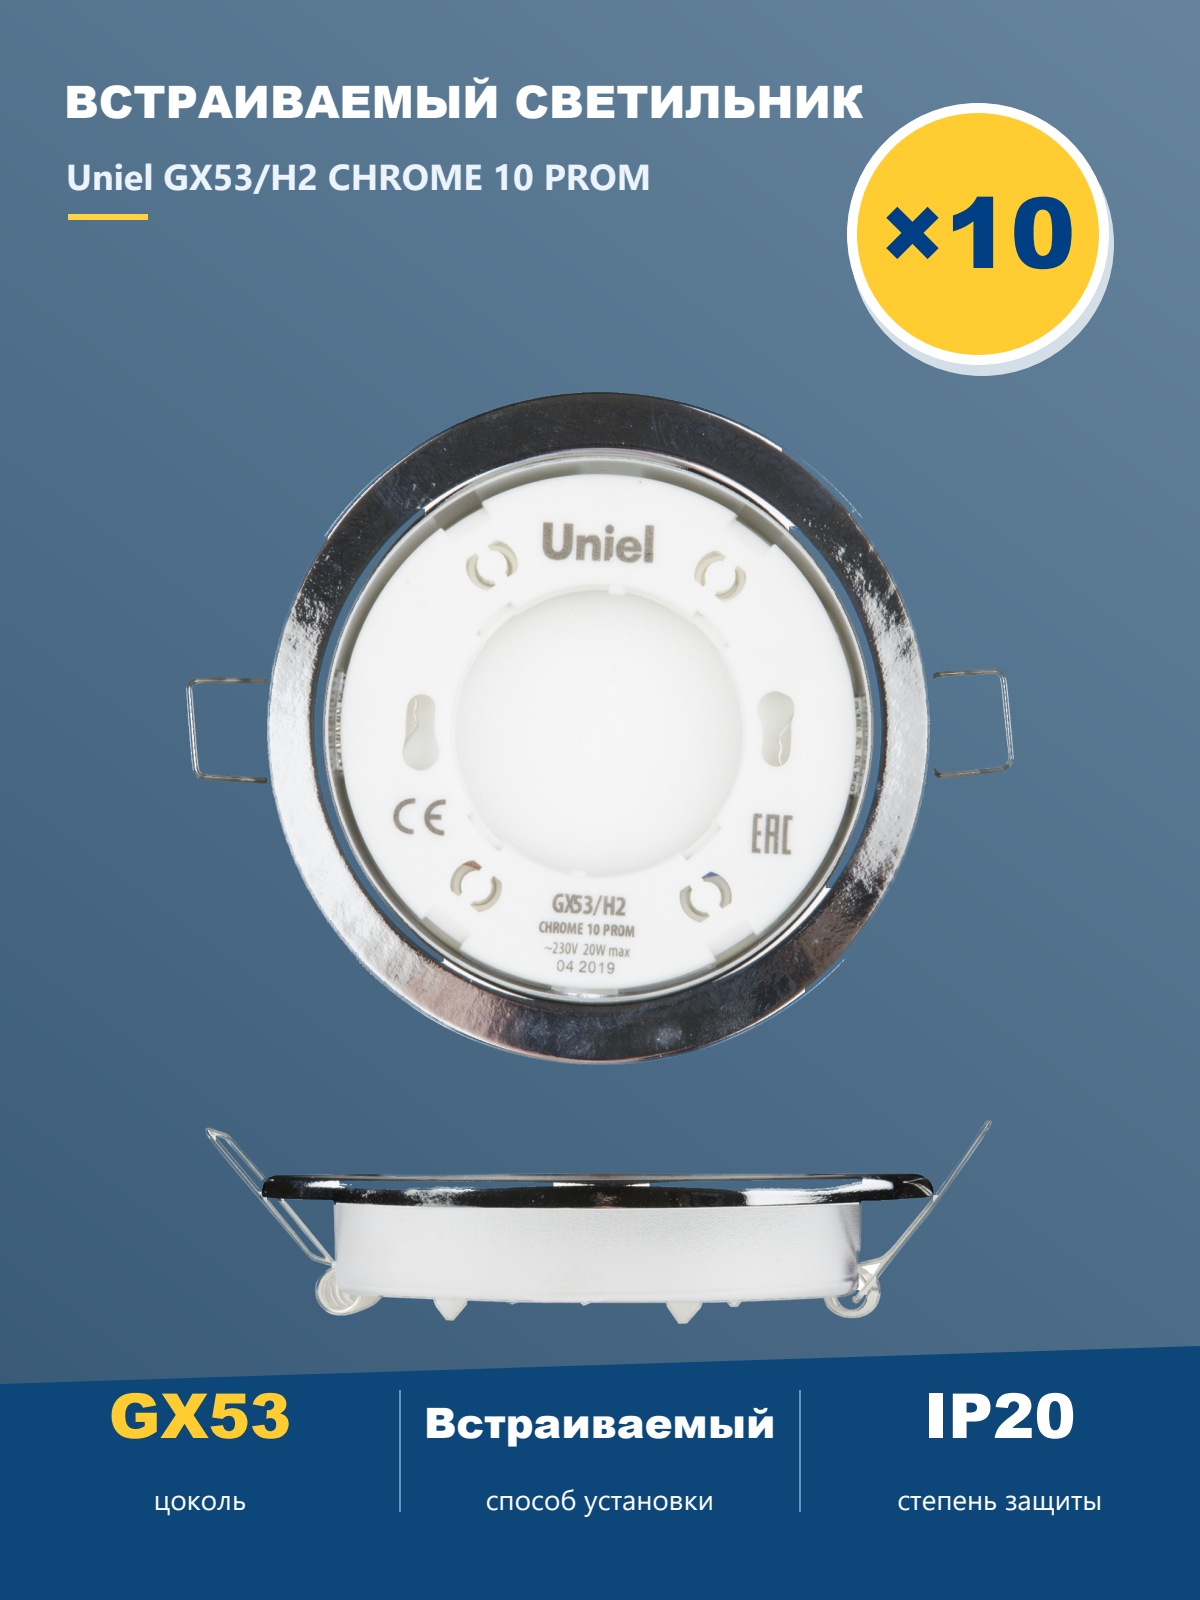 ВСТРАИВАЕМЫЙ СВЕТИЛЬНИК
Uniel GX53/H2 CHROME 10 PROM
×10
Uniel
CE
EAC
GX53/H2
CHROME 10 PROM
~230V 20W max
04 2019
GX53
цоколь
Встраиваемый
способ установки
IP20
степень защиты